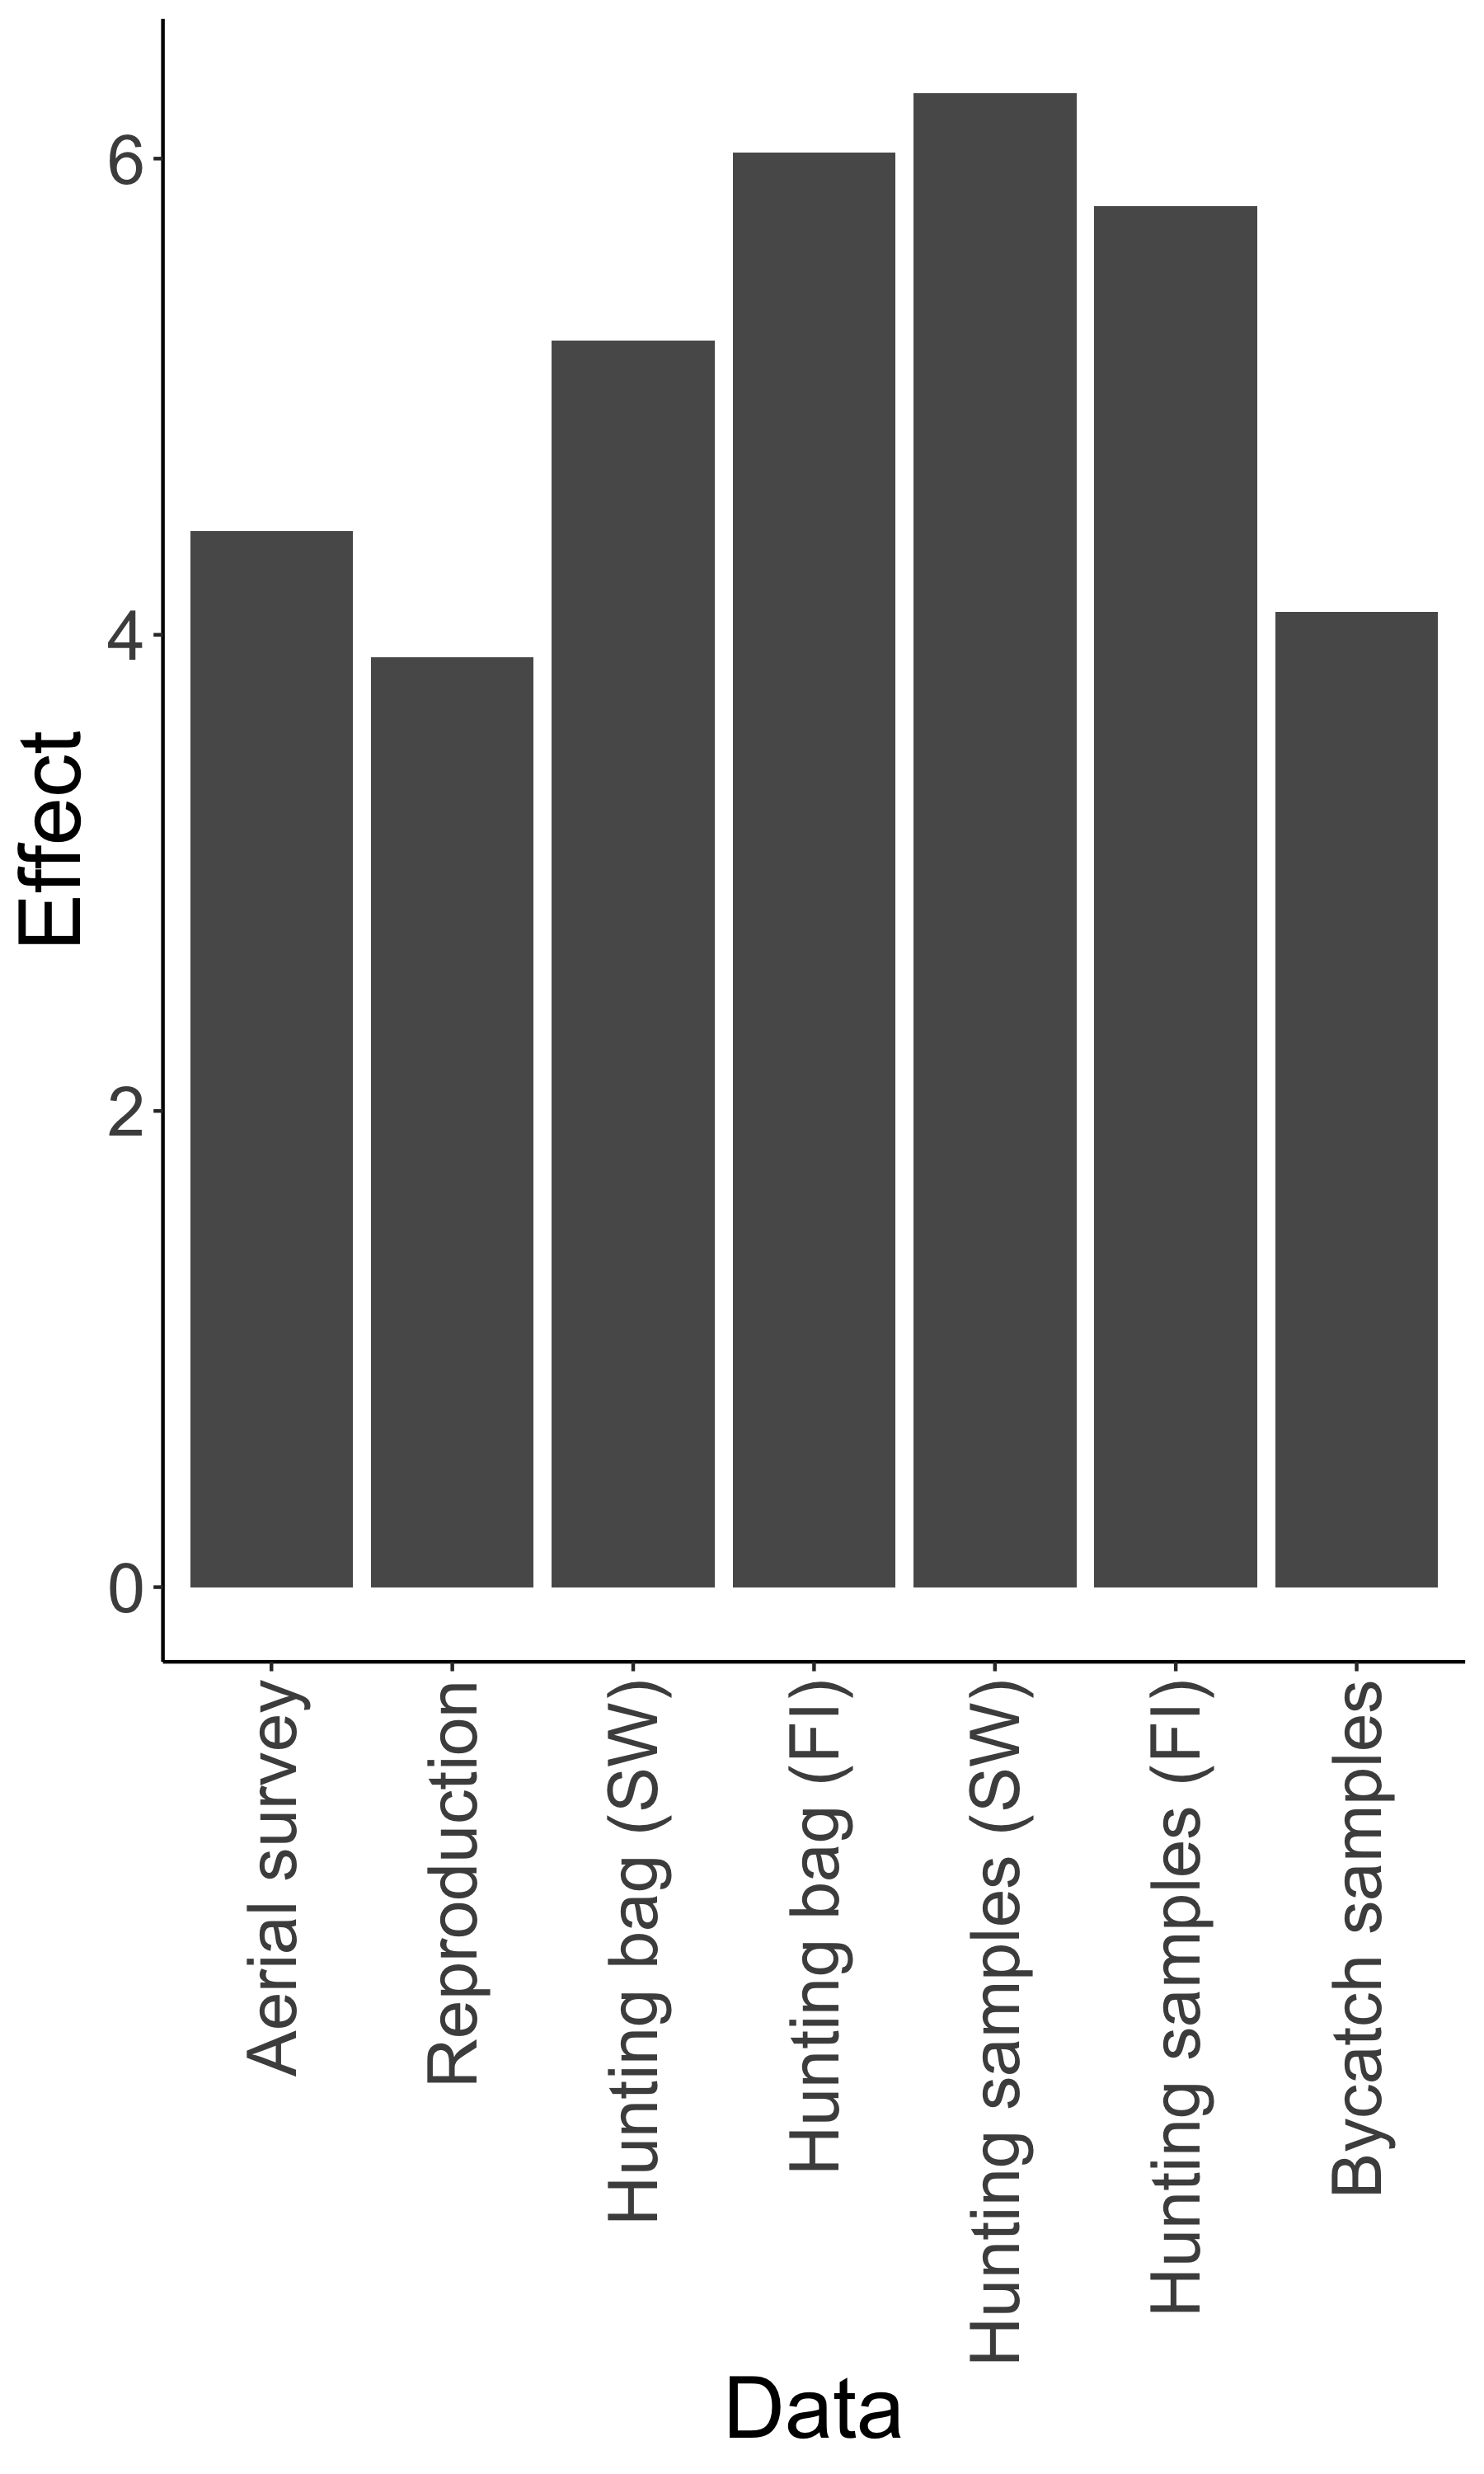 6
4
2
0
Effect
Aerial survey
Reproduction
Hunting bag (SW)
Hunting bag (FI)
Hunting samples (SW)
Hunting samples (FI)
Bycatch samples
Data